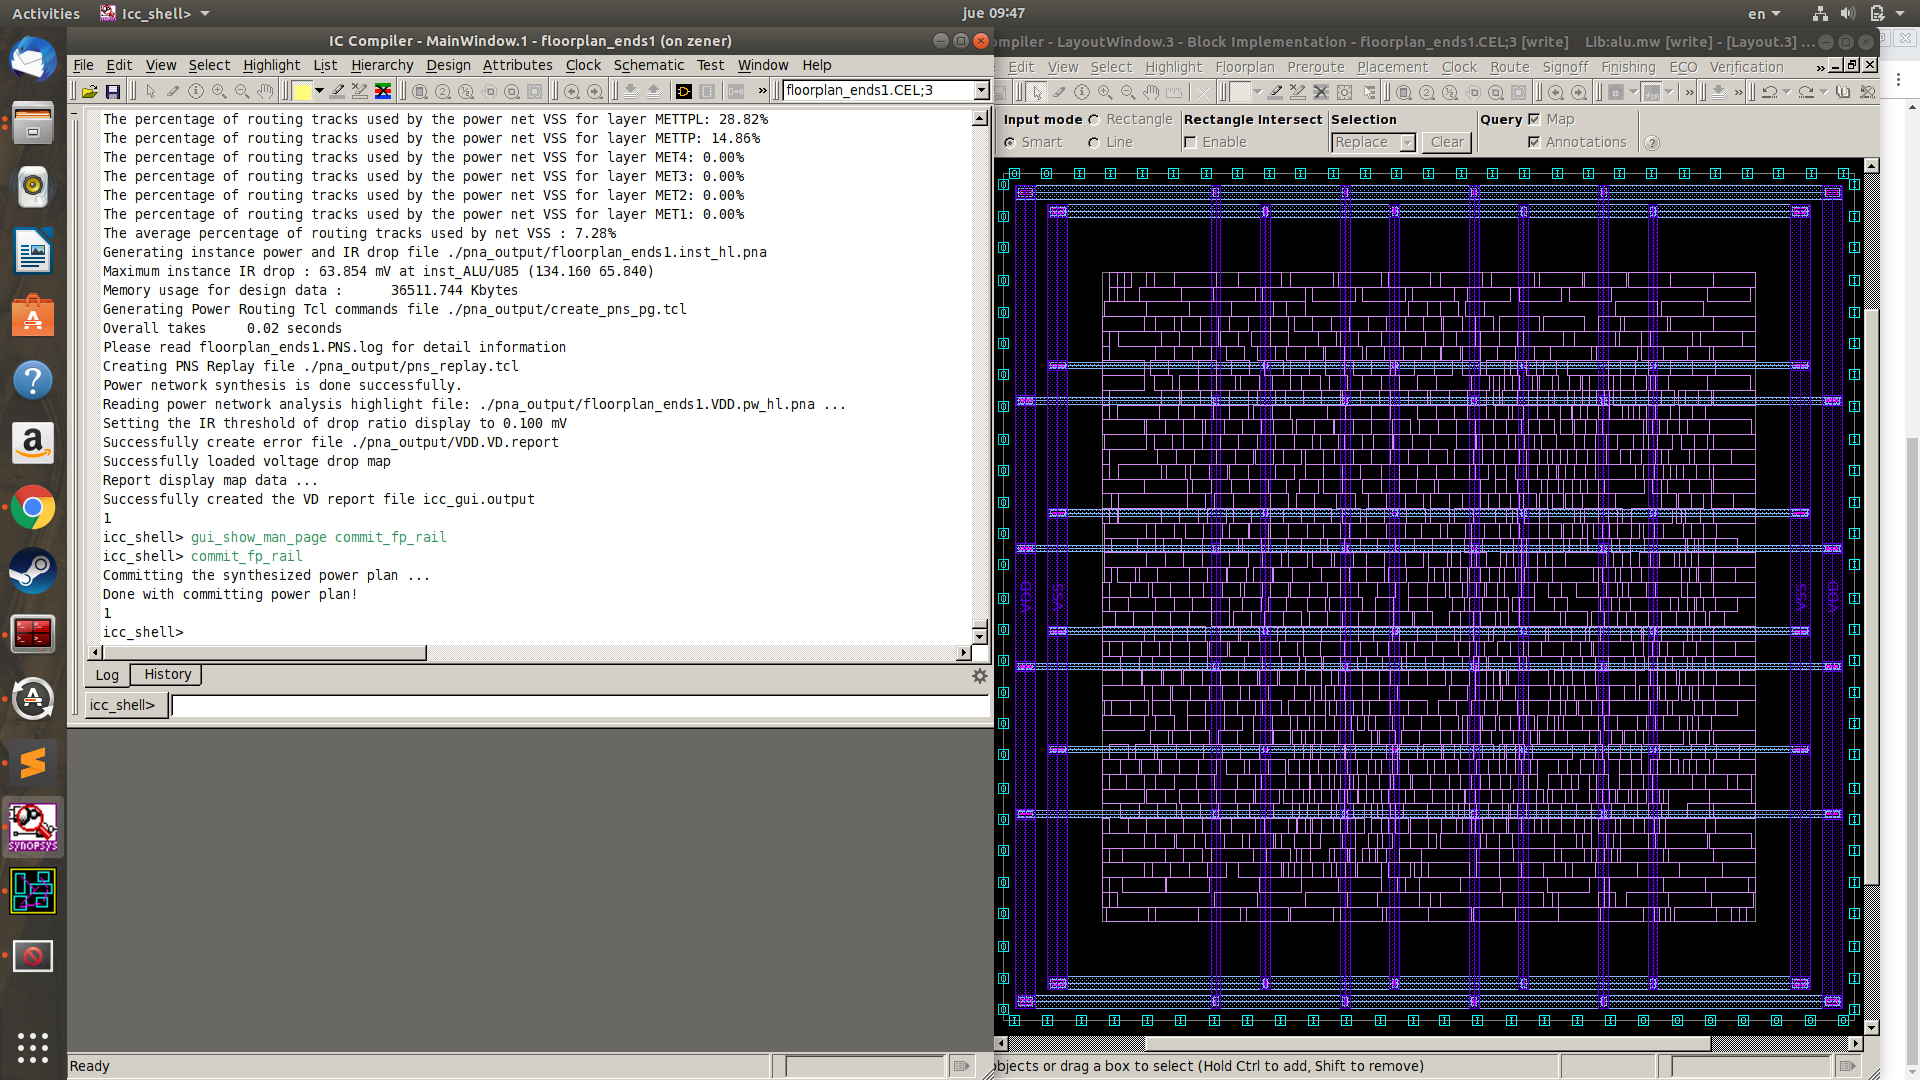 Activities Icc_shell> jue 09:47 en
IC Compiler - MainWindow.1 - floorplan_ends1 (on zener)
File Edit View Select Highlight List Hierarchy Design Attributes Clock Schematic Test Window Help
floorplan_ends1.CEL;3
The percentage of routing tracks used by the power net VSS for layer METTPL: 28.82%
The percentage of routing tracks used by the power net VSS for layer METTP: 14.86%
The percentage of routing tracks used by the power net VSS for layer MET4: 0.00%
The percentage of routing tracks used by the power net VSS for layer MET3: 0.00%
The percentage of routing tracks used by the power net VSS for layer MET2: 0.00%
The percentage of routing tracks used by the power net VSS for layer MET1: 0.00%
The average percentage of routing tracks used by net VSS : 7.28%
Generating instance power and IR drop file ./pna_output/floorplan_ends1.inst_hl.pna
Maximum instance IR drop : 63.854 mV at inst_ALU/U85 (134.160 65.840)
Memory usage for design data :      36511.744 Kbytes
Generating Power Routing Tcl commands file ./pna_output/create_pns_pg.tcl
Overall takes     0.02 seconds
Please read floorplan_ends1.PNS.log for detail information
Creating PNS Replay file ./pna_output/pns_replay.tcl
Power network synthesis is done successfully.
Reading power network analysis highlight file: ./pna_output/floorplan_ends1.VDD.pw_hl.pna ...
Setting the IR threshold of drop ratio display to 0.100 mV
Successfully create error file ./pna_output/VDD.VD.report
Successfully loaded voltage drop map
Report display map data ...
Successfully created the VD report file icc_gui.output
1
icc_shell> gui_show_man_page commit_fp_rail
icc_shell> commit_fp_rail
Committing the synthesized power plan ...
Done with committing power plan!
1
icc_shell>
Log History
icc_shell>
Ready
ompiler - LayoutWindow.3 - Block Implementation - floorplan_ends1.CEL;3 [write]    Lib:alu.mw [write] - [Layout.3] ...
Edit View Select Highlight Floorplan Preroute Placement Clock Route Signoff Finishing ECO Verification
Input mode Rectangle Rectangle Intersect Selection Query Map
Smart Line Enable Replace Clear Annotations
VDD VSS VSS VDD
objects or drag a box to select (Hold Ctrl to add, Shift to remove)
SYNOPSYS